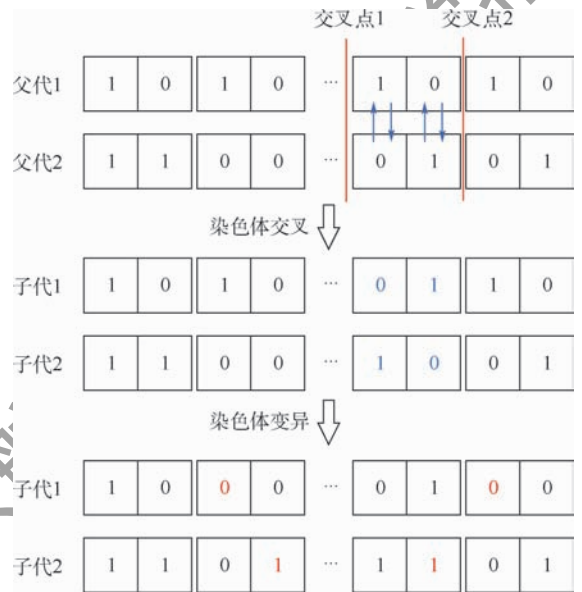 交叉点1 交叉点2
父代1 1 0 1 0 … 1 0 1 0
父代2 1 1 0 0 … 0 1 0 1
染色体交叉
子代1 1 0 1 0 … 0 1 1 0
子代2 1 1 0 0 … 1 0 0 1
染色体变异
子代1 1 0 0 0 … 0 1 0 0
子代2 1 1 0 1 … 1 1 0 1